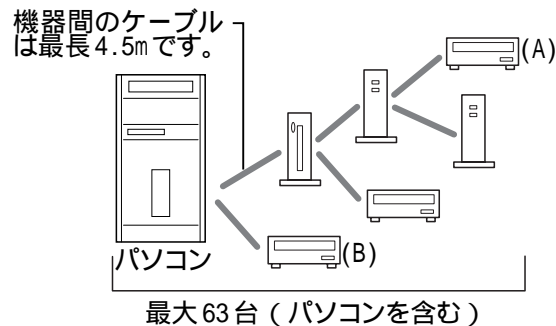 機器間のケーブル
は最長4.5mです。
(A)
(B)
パソコン
最大63台(パソコンを含む)